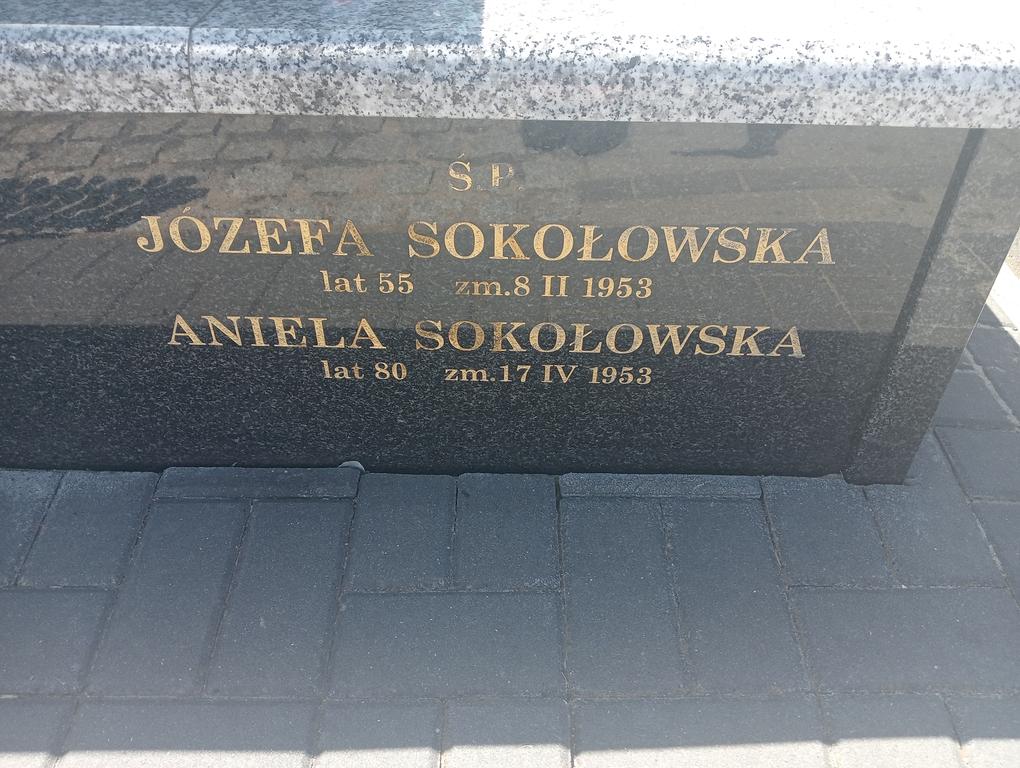 Ś.P.
JÓZEFA SOKOŁOWSKA
lat 55 zm.8 II 1953
ANIELA SOKOŁOWSKA
lat 80 zm.17 IV 1953